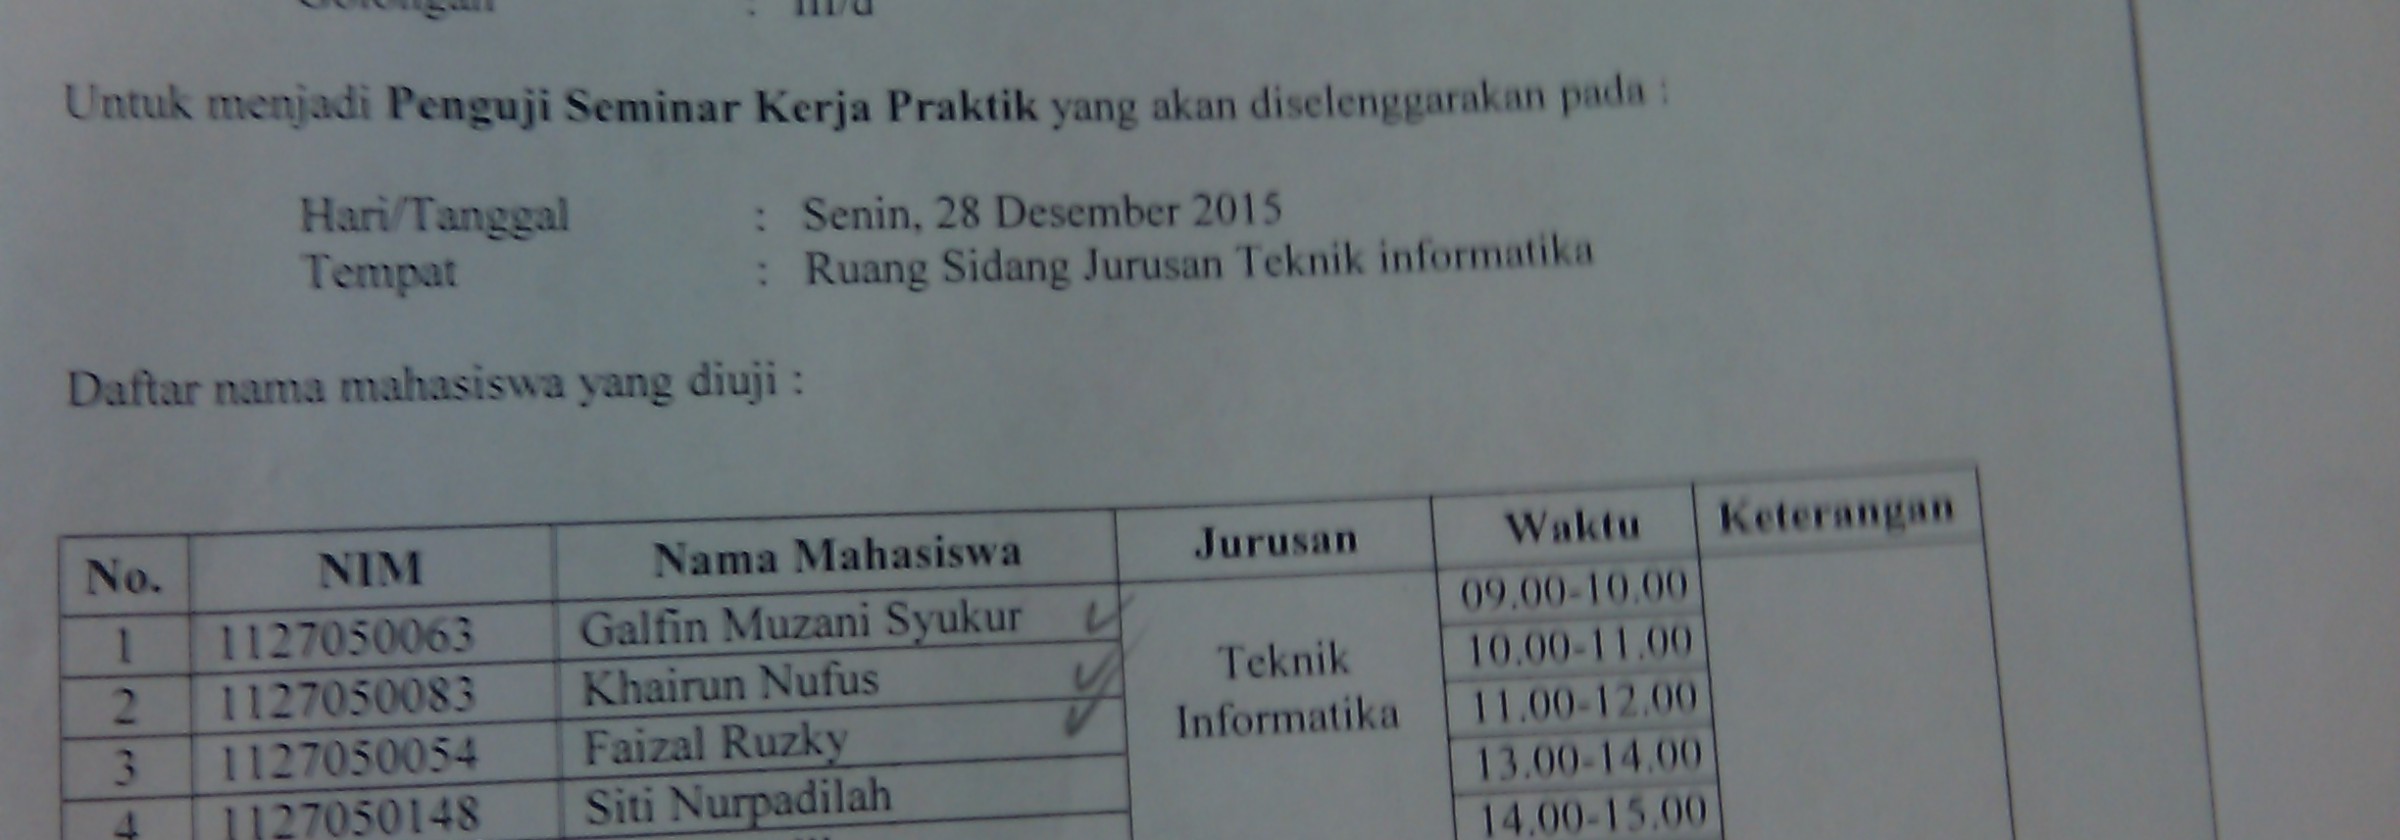 Golongan : III/d
Untuk menjadi Penguji Seminar Kerja Praktik yang akan diselenggarakan pada :
Hari/Tanggal : Senin, 28 Desember 2015
Tempat : Ruang Sidang Jurusan Teknik informatika
Daftar nama mahasiswa yang diuji :
No. NIM Nama Mahasiswa Jurusan Waktu Keterangan
1 1127050063 Galfin Muzani Syukur Teknik Informatika 09.00-10.00
2 1127050083 Khairun Nufus 10.00-11.00
3 1127050054 Faizal Ruzky 11.00-12.00
4 1127050148 Siti Nurpadilah 13.00-14.00
14.00-15.00